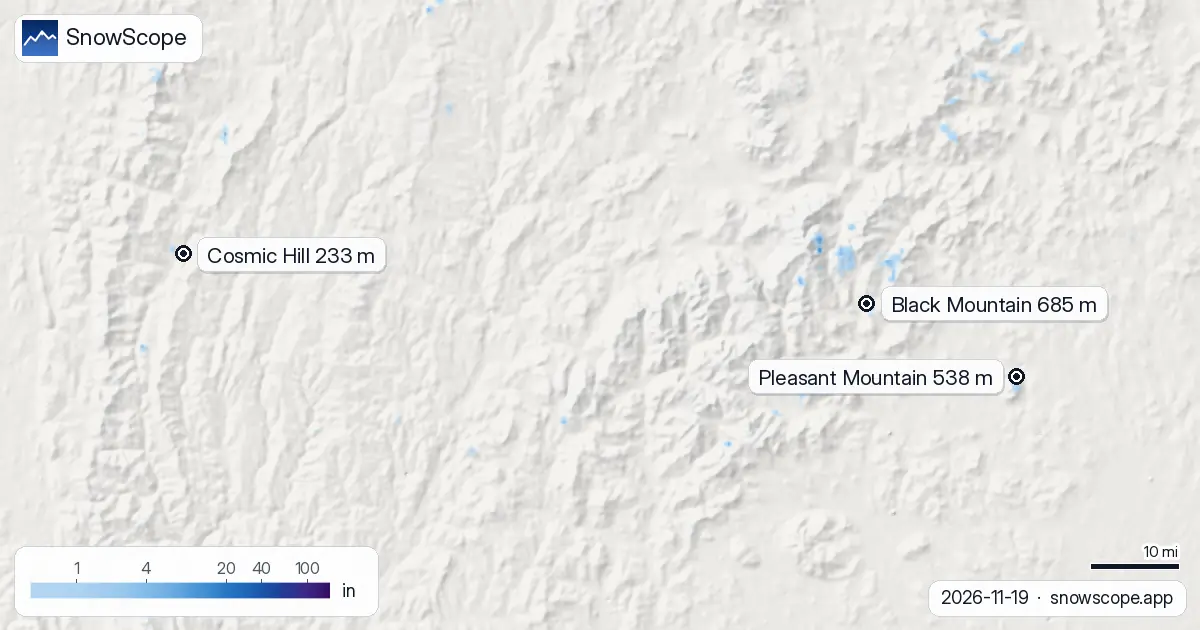 SnowScope
Cosmic Hill 233 m
Black Mountain 685 m
Pleasant Mountain 538 m
1 4 20 40 100
in
10 mi
2026-11-19 · snowscope.app